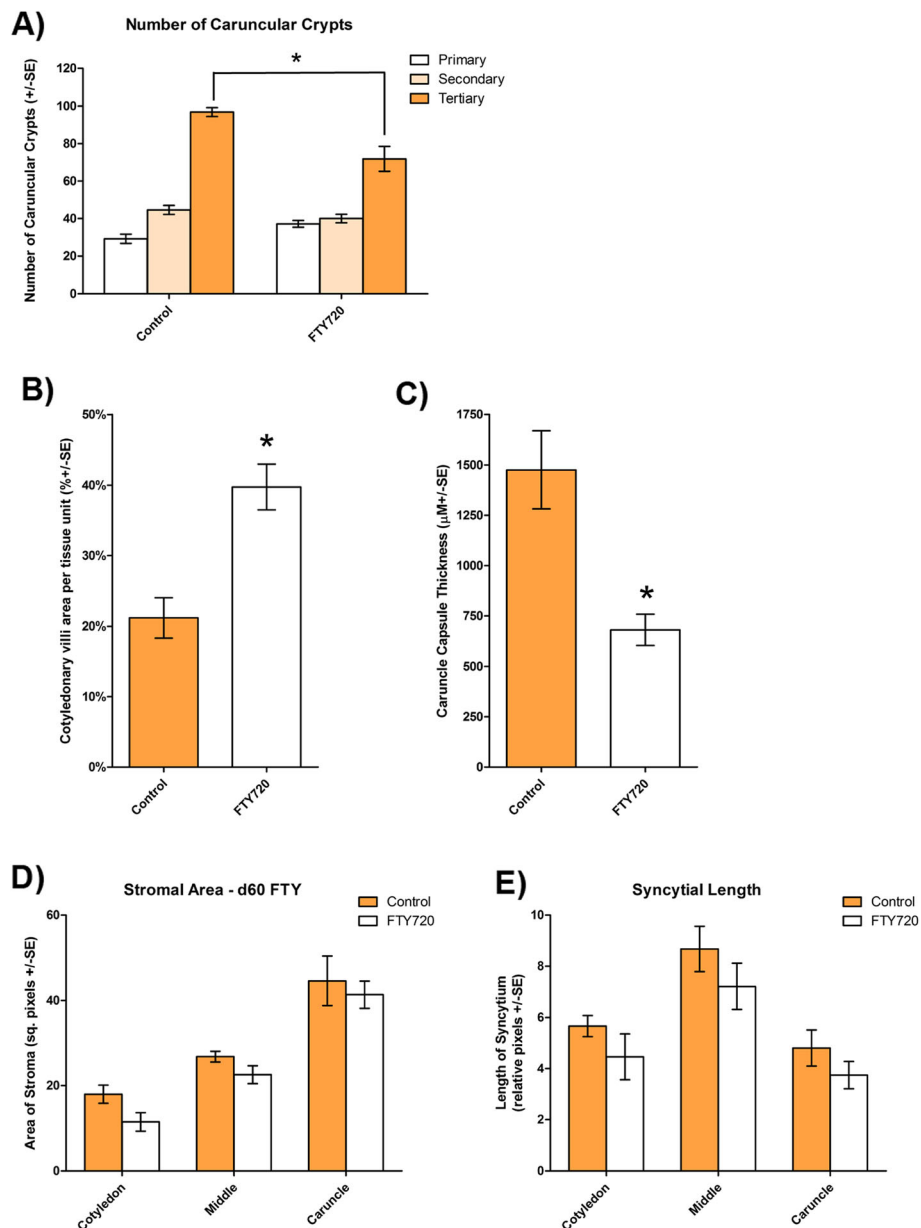 A)
Number of Caruncular Crypts
Number of Caruncular Crypts (+/-SE)
120
100
80
60
40
20
0
*
Primary
Secondary
Tertiary
Control
FTY720
B)
Cotyledonary villi area per tissue unit (%+/-SE)
50%
40%
30%
20%
10%
0%
*
Control
FTY720
C)
Caruncle Capsule Thickness (µM+/-SE)
1750
1500
1250
1000
750
500
250
0
*
Control
FTY720
D)
Stromal Area - d60 FTY
Control
FTY720
Area of Stroma (sq. pixels +/-SE)
60
40
20
0
Cotyledon
Middle
Caruncle
E)
Syncytial Length
Control
FTY720
Length of Syncytium
(relative pixels +/-SE)
10
8
6
4
2
0
Cotyledon
Middle
Caruncle